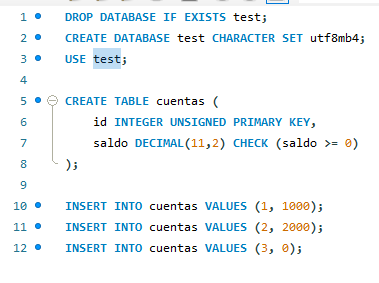 1 DROP DATABASE IF EXISTS test;
2 CREATE DATABASE test CHARACTER SET utf8mb4;
3 USE test;
4
5 CREATE TABLE cuentas (
6 id INTEGER UNSIGNED PRIMARY KEY,
7 saldo DECIMAL(11,2) CHECK (saldo >= 0)
8 );
9
10 INSERT INTO cuentas VALUES (1, 1000);
11 INSERT INTO cuentas VALUES (2, 2000);
12 INSERT INTO cuentas VALUES (3, 0);